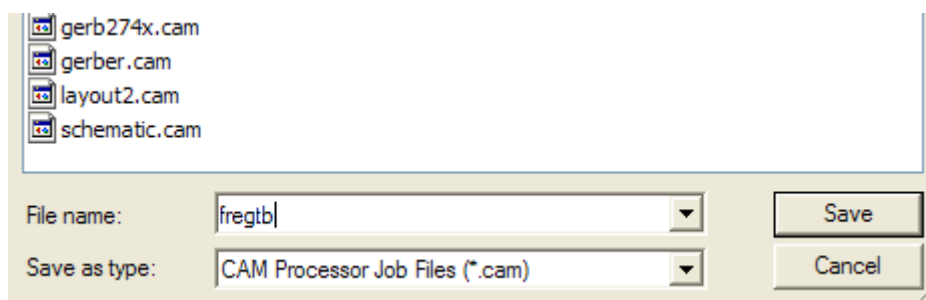 gerb274x.cam
gerber.cam
layout2.cam
schematic.cam
File name: fregtb Save
Save as type: CAM Processor Job Files (*.cam) Cancel